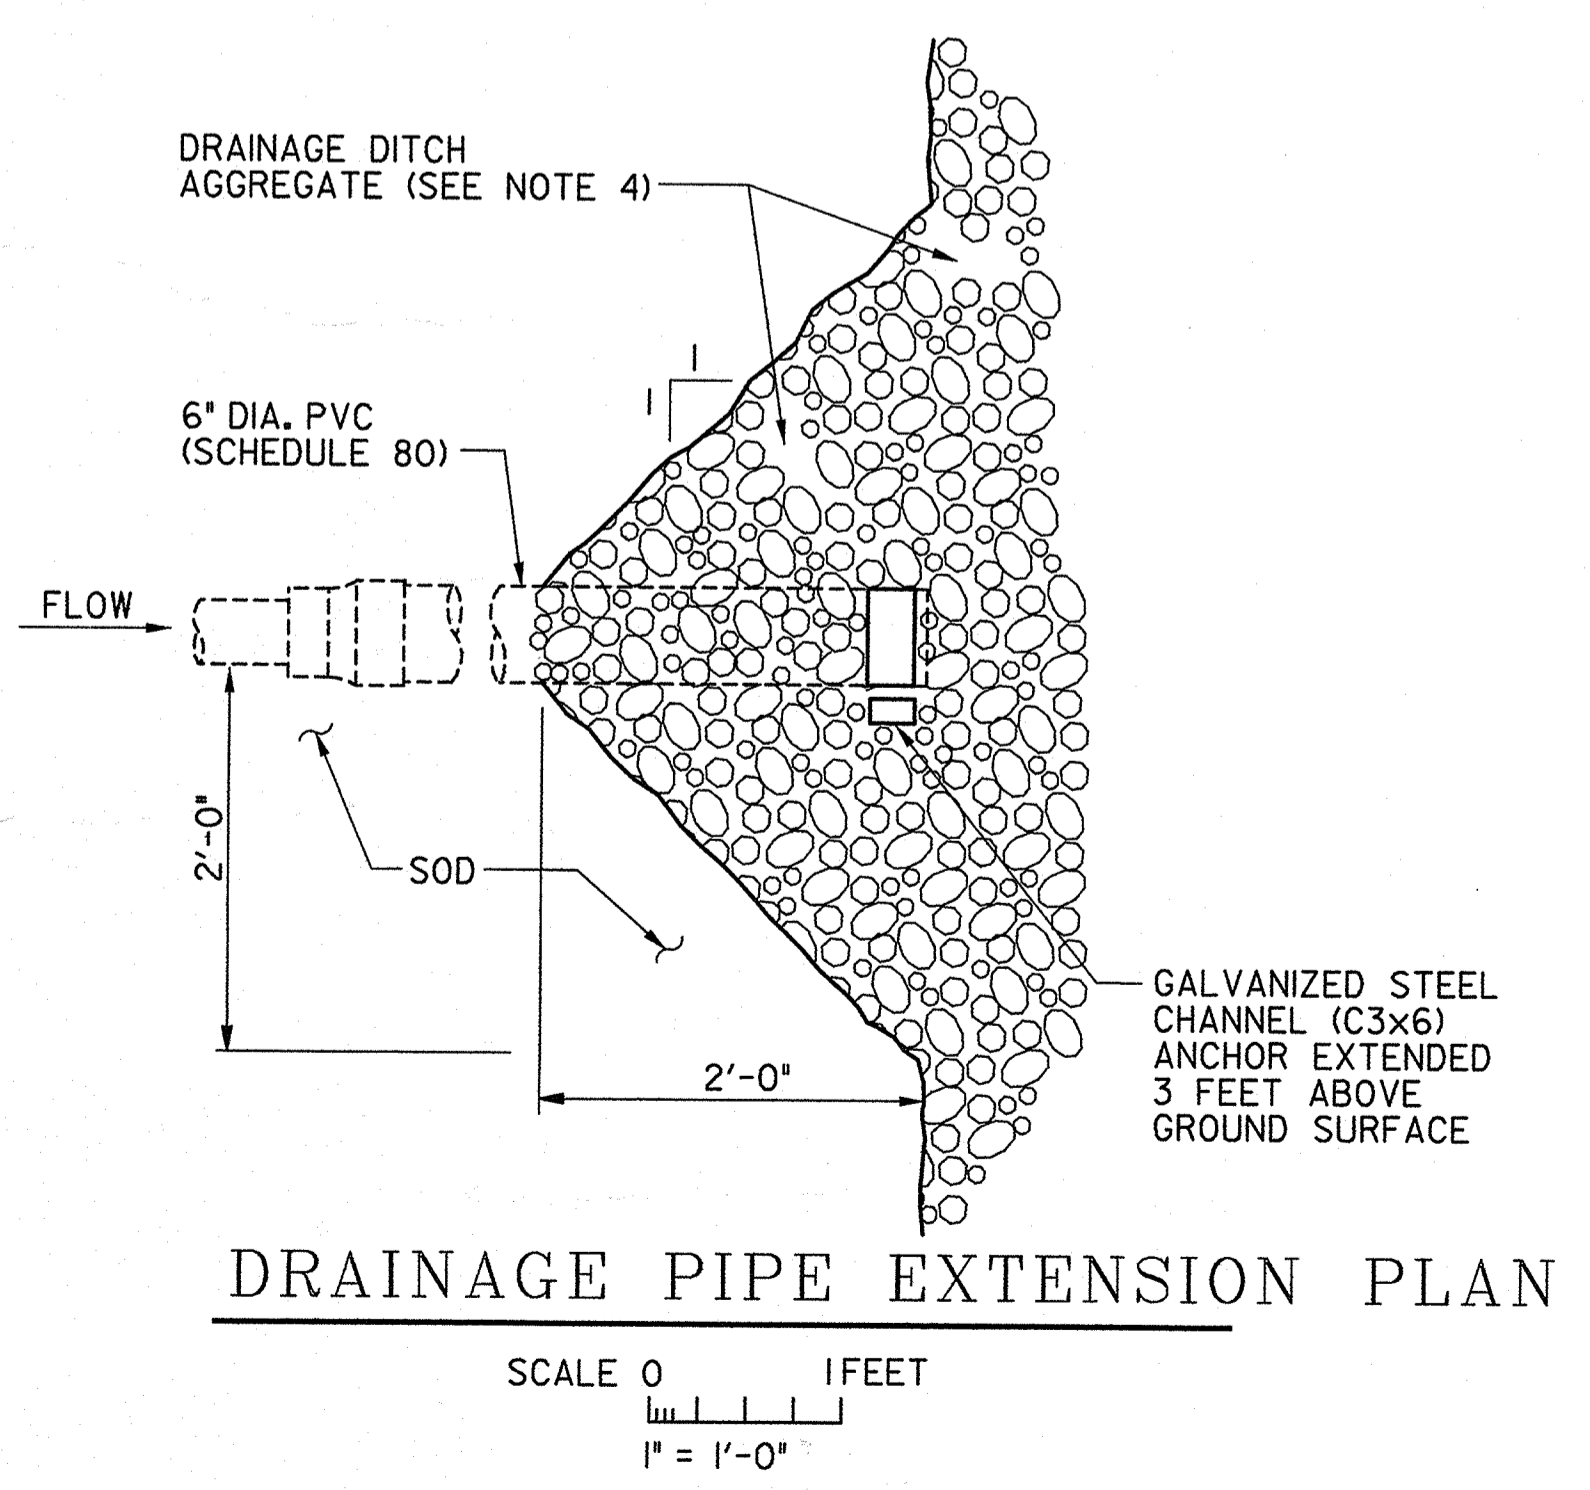 DRAINAGE DITCH
AGGREGATE (SEE NOTE 4)
1
1
6" DIA. PVC
(SCHEDULE 80)
FLOW
2'-0"
SOD
2'-0"
GALVANIZED STEEL
CHANNEL (C3x6)
ANCHOR EXTENDED
3 FEET ABOVE
GROUND SURFACE
DRAINAGE PIPE EXTENSION PLAN
SCALE 0 1 FEET
1" = 1'-0"